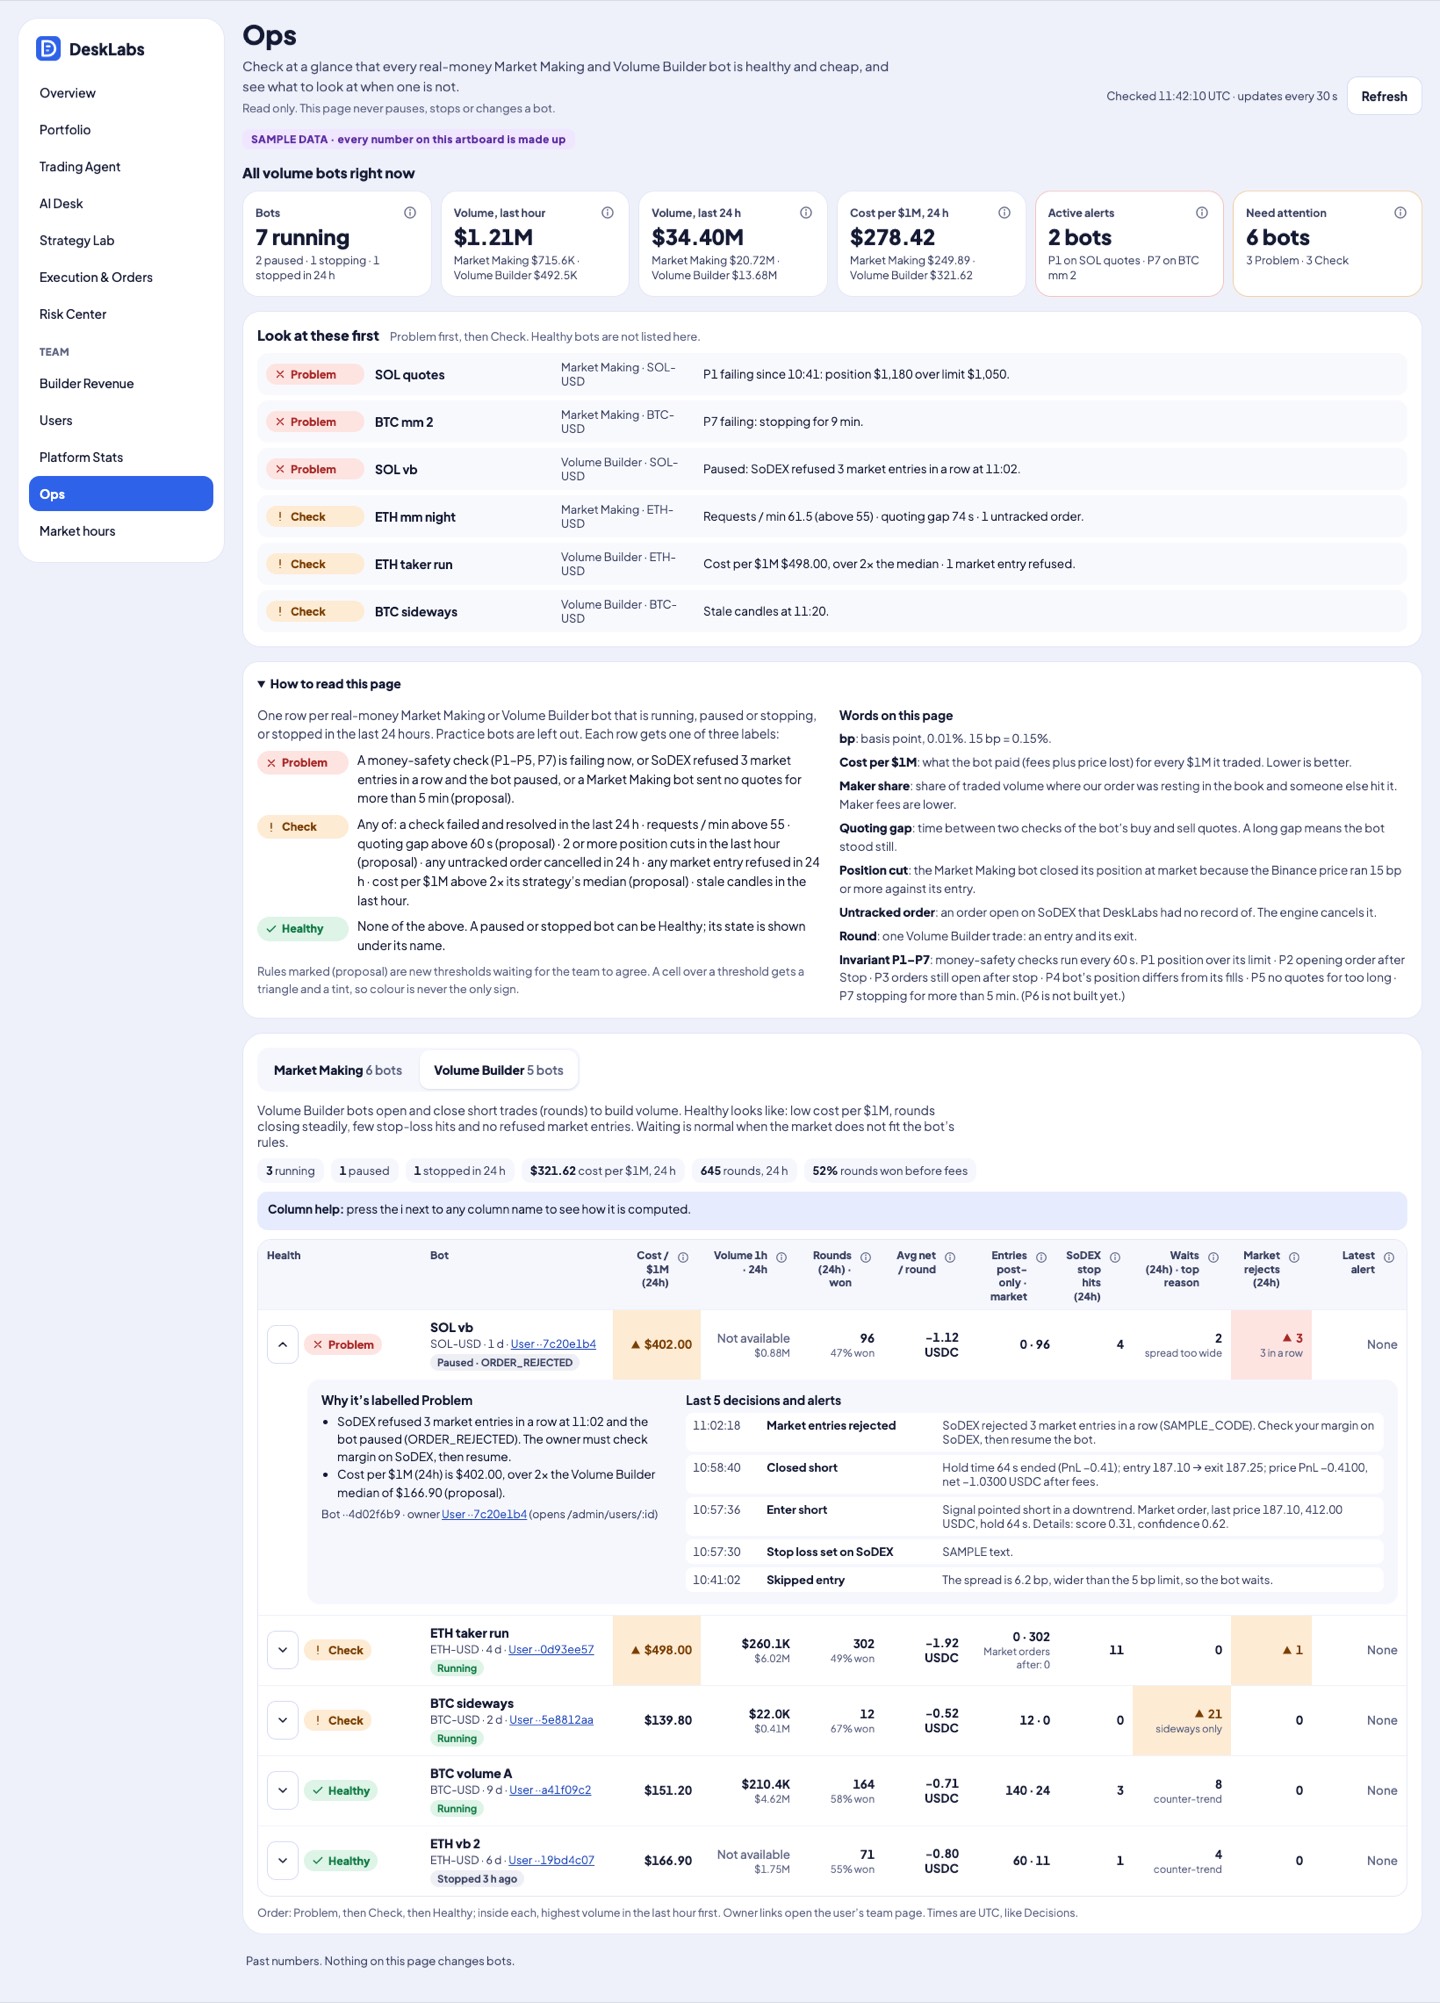 DeskLabs
Overview
Portfolio
Trading Agent
AI Desk
Strategy Lab
Execution & Orders
Risk Center
TEAM
Builder Revenue
Users
Platform Stats
Ops
Market hours
Ops
Check at a glance that every real-money Market Making and Volume Builder bot is healthy and cheap, and
see what to look at when one is not.
Read only. This page never pauses, stops or changes a bot.
Checked 11:42:10 UTC · updates every 30 s
Refresh
SAMPLE DATA · every number on this artboard is made up
All volume bots right now
Bots
7 running
2 paused · 1 stopping · 1
stopped in 24 h
Volume, last hour
$1.21M
Market Making $715.6K ·
Volume Builder $492.5K
Volume, last 24 h
$34.40M
Market Making $20.72M ·
Volume Builder $13.68M
Cost per $1M, 24 h
$278.42
Market Making $249.89 ·
Volume Builder $321.62
Active alerts
2 bots
P1 on SOL quotes · P7 on BTC
mm 2
Need attention
6 bots
3 Problem · 3 Check
Look at these first Problem first, then Check. Healthy bots are not listed here.
× Problem SOL quotes
Market Making · SOL-
USD
P1 failing since 10:41: position $1,180 over limit $1,050.
× Problem BTC mm 2
Market Making · BTC-
USD
P7 failing: stopping for 9 min.
× Problem SOL vb
Volume Builder · SOL-
USD
Paused: SoDEX refused 3 market entries in a row at 11:02.
! Check ETH mm night
Market Making · ETH-
USD
Requests / min 61.5 (above 55) · quoting gap 74 s · 1 untracked order.
! Check ETH taker run
Volume Builder · ETH-
USD
Cost per $1M $498.00, over 2× the median · 1 market entry refused.
! Check BTC sideways
Volume Builder · BTC-
USD
Stale candles at 11:20.
▼ How to read this page
One row per real-money Market Making or Volume Builder bot that is running, paused or stopping,
or stopped in the last 24 hours. Practice bots are left out. Each row gets one of three labels:
× Problem
A money-safety check (P1–P5, P7) is failing now, or SoDEX refused 3 market
entries in a row and the bot paused, or a Market Making bot sent no quotes for
more than 5 min (proposal).
! Check
Any of: a check failed and resolved in the last 24 h · requests / min above 55 ·
quoting gap above 60 s (proposal) · 2 or more position cuts in the last hour
(proposal) · any untracked order cancelled in 24 h · any market entry refused in 24
h · cost per $1M above 2× its strategy's median (proposal) · stale candles in the
last hour.
✓ Healthy
None of the above. A paused or stopped bot can be Healthy; its state is shown
under its name.
Rules marked (proposal) are new thresholds waiting for the team to agree. A cell over a threshold gets a
triangle and a tint, so colour is never the only sign.
Words on this page
bp: basis point, 0.01%. 15 bp = 0.15%.
Cost per $1M: what the bot paid (fees plus price lost) for every $1M it traded. Lower is better.
Maker share: share of traded volume where our order was resting in the book and someone else hit it.
Maker fees are lower.
Quoting gap: time between two checks of the bot's buy and sell quotes. A long gap means the bot
stood still.
Position cut: the Market Making bot closed its position at market because the Binance price ran 15 bp
or more against its entry.
Untracked order: an order open on SoDEX that DeskLabs had no record of. The engine cancels it.
Round: one Volume Builder trade: an entry and its exit.
Invariant P1–P7: money-safety checks run every 60 s. P1 position over its limit · P2 opening order after
Stop · P3 orders still open after stop · P4 bot's position differs from its fills · P5 no quotes for too long ·
P7 stopping for more than 5 min. (P6 is not built yet.)
Market Making 6 bots
Volume Builder 5 bots
Volume Builder bots open and close short trades (rounds) to build volume. Healthy looks like: low cost per $1M, rounds
closing steadily, few stop-loss hits and no refused market entries. Waiting is normal when the market does not fit the bot's
rules.
3 running
1 paused
1 stopped in 24 h
$321.62 cost per $1M, 24 h
645 rounds, 24 h
52% rounds won before fees
Column help: press the i next to any column name to see how it is computed.
Health
Bot
Cost /
$1M
(24h)
Volume 1h
· 24h
Rounds
(24h) ·
won
Avg net
/ round
Entries
post-
only ·
market
SoDEX
stop
hits
(24h)
Waits
(24h) · top
reason
Market
rejects
(24h)
Latest
alert
× Problem
SOL vb
SOL-USD · 1 d · User ··7c20e1b4
Paused · ORDER_REJECTED
▲ $402.00
Not available
$0.88M
96
47% won
−1.12
USDC
0 · 96
4
2
spread too wide
▲ 3
3 in a row
None
Why it's labelled Problem
• SoDEX refused 3 market entries in a row at 11:02 and the
bot paused (ORDER_REJECTED). The owner must check
margin on SoDEX, then resume.
• Cost per $1M (24h) is $402.00, over 2× the Volume Builder
median of $166.90 (proposal).
Bot ··4d02f6b9 · owner User ··7c20e1b4 (opens /admin/users/:id)
Last 5 decisions and alerts
11:02:18 Market entries rejected
SoDEX rejected 3 market entries in a row (SAMPLE_CODE). Check your margin on
SoDEX, then resume the bot.
10:58:40 Closed short
Hold time 64 s ended (PnL −0.41); entry 187.10 → exit 187.25; price PnL −0.4100,
net −1.0300 USDC after fees.
10:57:36 Enter short
Signal pointed short in a downtrend. Market order, last price 187.10, 412.00
USDC, hold 64 s. Details: score 0.31, confidence 0.62.
10:57:30 Stop loss set on SoDEX SAMPLE text.
10:41:02 Skipped entry The spread is 6.2 bp, wider than the 5 bp limit, so the bot waits.
! Check
ETH taker run
ETH-USD · 4 d · User ··0d93ee57
Running
▲ $498.00
$260.1K
$6.02M
302
49% won
−1.92
USDC
0 · 302
Market orders
after: 0
11
0
▲ 1
None
! Check
BTC sideways
BTC-USD · 2 d · User ··5e8812aa
Running
$139.80
$22.0K
$0.41M
12
67% won
−0.52
USDC
12 · 0
0
▲ 21
sideways only
0
None
✓ Healthy
BTC volume A
BTC-USD · 9 d · User ··a41f09c2
Running
$151.20
$210.4K
$4.62M
164
58% won
−0.71
USDC
140 · 24
3
8
counter-trend
0
None
✓ Healthy
ETH vb 2
ETH-USD · 6 d · User ··19bd4c07
Stopped 3 h ago
$166.90
Not available
$1.75M
71
55% won
−0.80
USDC
60 · 11
1
4
counter-trend
0
None
Order: Problem, then Check, then Healthy; inside each, highest volume in the last hour first. Owner links open the user's team page. Times are UTC, like Decisions.
Past numbers. Nothing on this page changes bots.